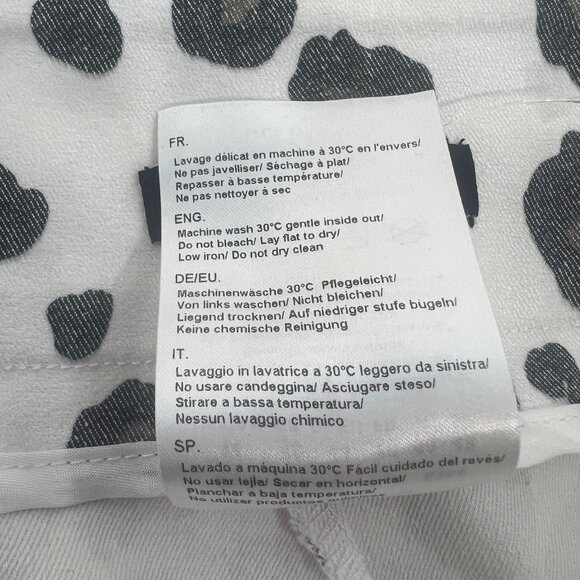 FR.
Lavage délicat en machine à 30°C en l'envers/
Ne pas javelliser/ Séchage à plat/
Repasser à basse température/
Ne pas nettoyer à sec
ENG.
Machine wash 30°C gentle inside out/
Do not bleach/ Lay flat to dry/
Low iron/ Do not dry clean
DE/EU.
Maschinenwäsche 30°C Pflegeleicht/
Von links waschen/ Nicht bleichen/
Liegend trocknen/ Auf niedriger stufe bügeln/
Keine chemische Reinigung
IT.
Lavaggio in lavatrice a 30°C leggero da sinistra/
No usare candeggina/ Asciugare steso/
Stirare a bassa temperatura/
Nessun lavaggio chimico
SP.
Lavado a máquina 30°C Fácil cuidado del revés/
No usar lejía/ Secar en horizontal/
Planchar a baja temperatura/
No utilizar productos